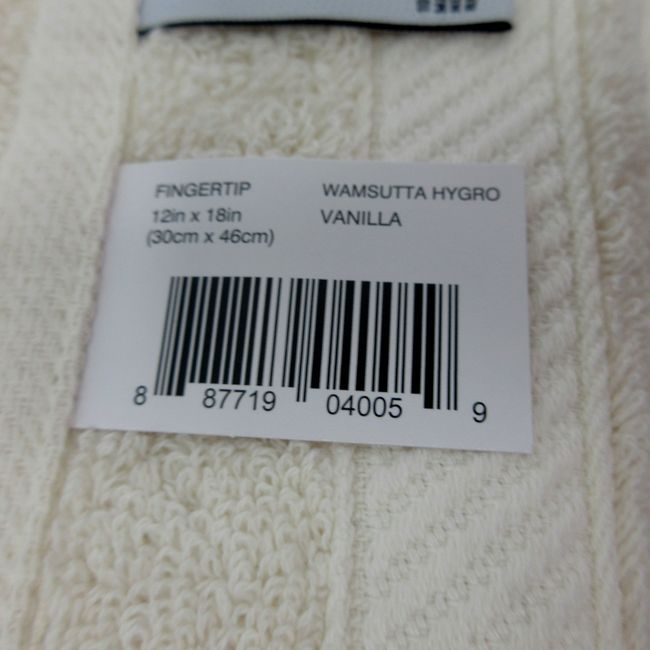 FINGERTIP
12in x 18in
(30cm x 46cm)
WAMSUTTA HYGRO
VANILLA
8 87719 04005 9